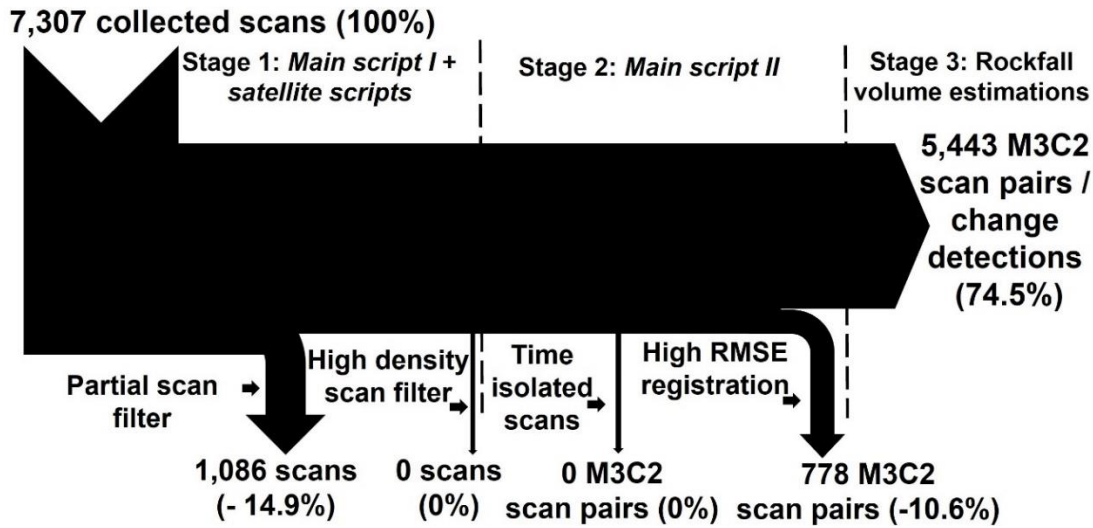 7,307 collected scans (100%)
Stage 1: Main script I +
satellite scripts
Stage 2: Main script II
Stage 3: Rockfall
volume estimations
5,443 M3C2
scan pairs /
change
detections
(74.5%)
Partial scan
filter
High density
scan filter
Time
isolated
scans
High RMSE
registration
1,086 scans
(- 14.9%)
0 scans
(0%)
0 M3C2
scan pairs (0%)
778 M3C2
scan pairs (-10.6%)